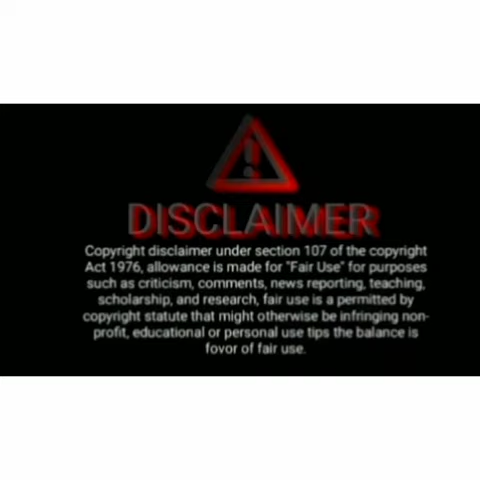 DISCLAIMER
Copyright disclaimer under section 107 of the copyright
Act 1976, allowance is made for "Fair Use" for purposes
such as criticism, comments, news reporting, teaching,
scholarship, and research, fair use is a permitted by
copyright statute that might otherwise be infringing non-
profit, educational or personal use tips the balance is
fovor of fair use.